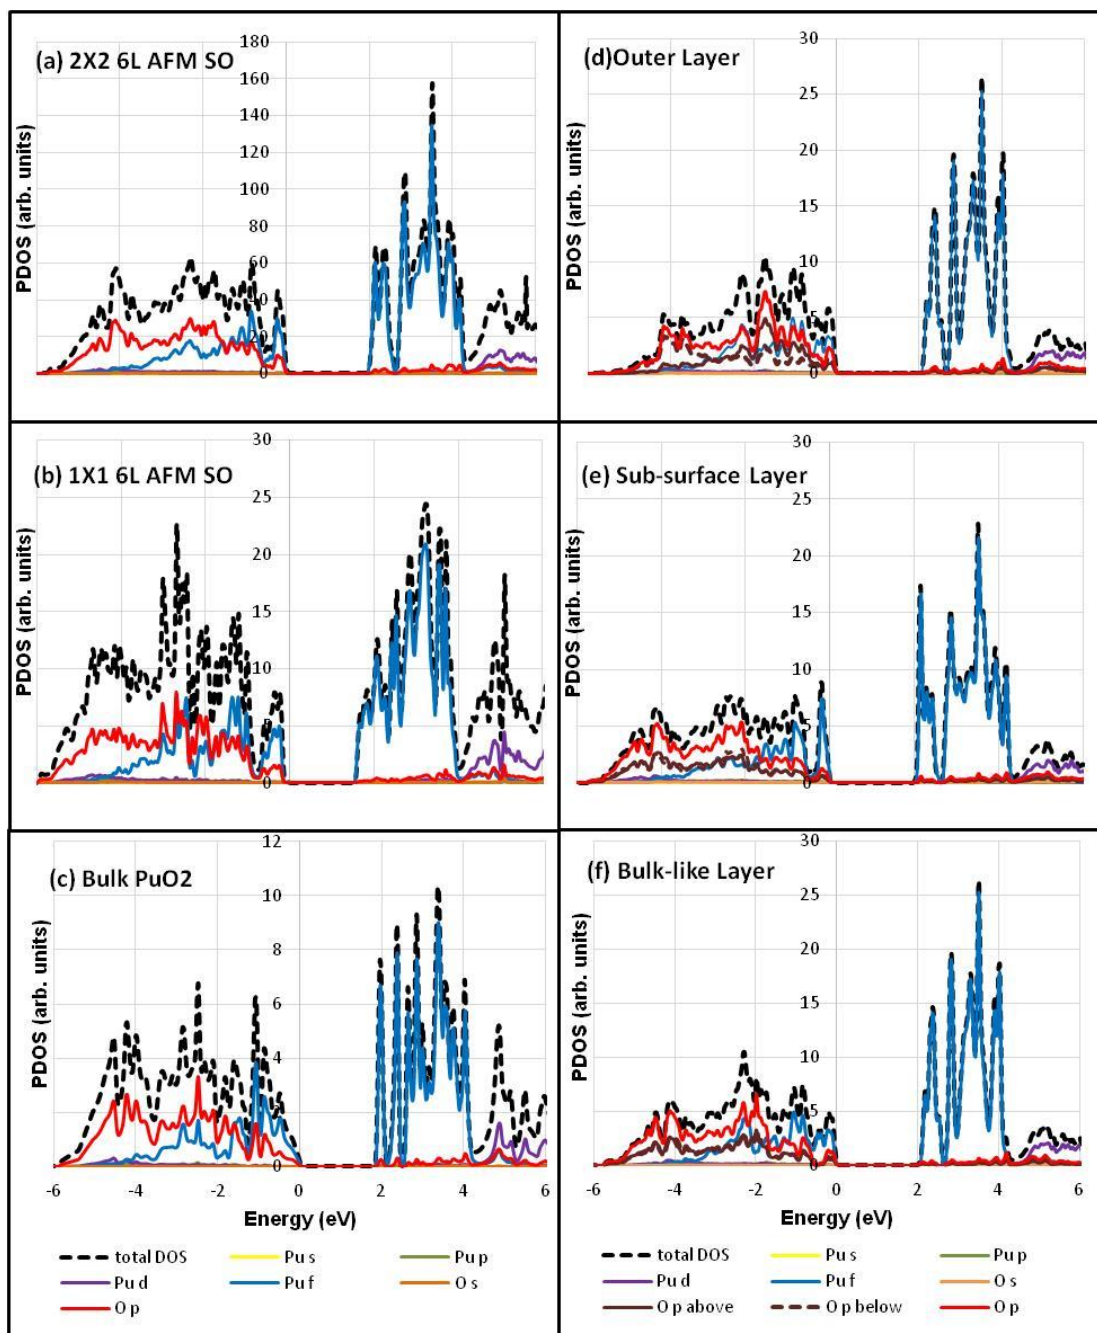 (a) 2X2 6L AFM SO
PDOS (arb. units)
180
160
140
120
100
80
60
40
20
0
(d)Outer Layer
PDOS (arb. units)
30
25
20
15
10
5
0
(b) 1X1 6L AFM SO
PDOS (arb. units)
30
25
20
15
10
5
0
(e) Sub-surface Layer
PDOS (arb. units)
30
25
20
15
10
5
0
(c) Bulk PuO2
PDOS (arb. units)
12
10
8
6
4
2
0
-6 -4 -2 0 2 4 6
Energy (eV)
total DOS Pu s Pu p
Pu d Pu f O s
O p
(f) Bulk-like Layer
PDOS (arb. units)
30
25
20
15
10
5
0
-6 -4 -2 0 2 4 6
Energy (eV)
total DOS Pu s Pu p
Pu d Pu f O s
O p above O p below O p